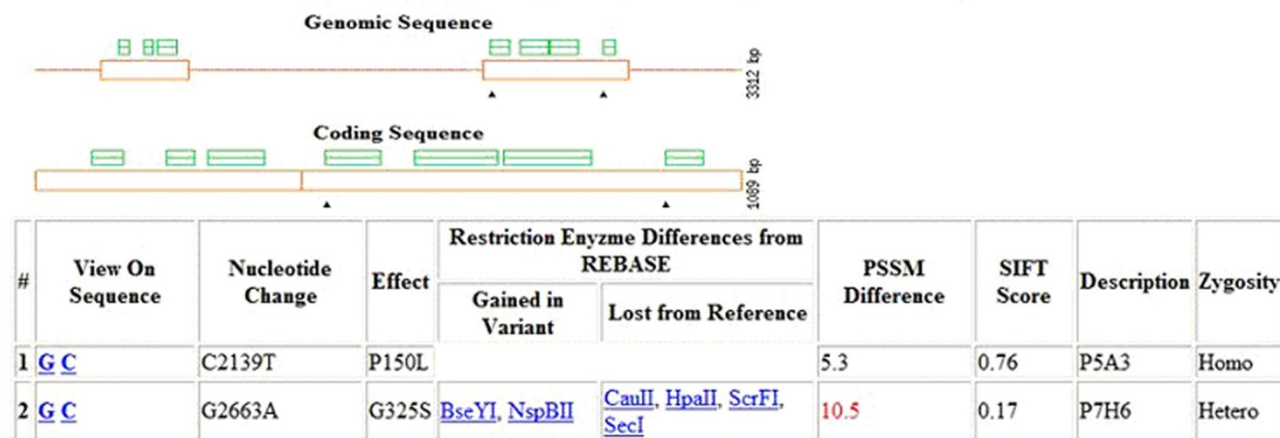 Genomic Sequence
3312 bp
Coding Sequence
1089 bp
#
View On
Sequence
Nucleotide
Change
Effect
Restriction Enyzme Differences from
REBASE
Gained in
Variant
Lost from Reference
PSSM
Difference
SIFT
Score
Description
Zygosity
1 G C C2139T P150L 5.3 0.76 P5A3 Homo
2 G C G2663A G325S BseYI, NspBII CauII, HpaII, ScrFI,
SecI 10.5 0.17 P7H6 Hetero